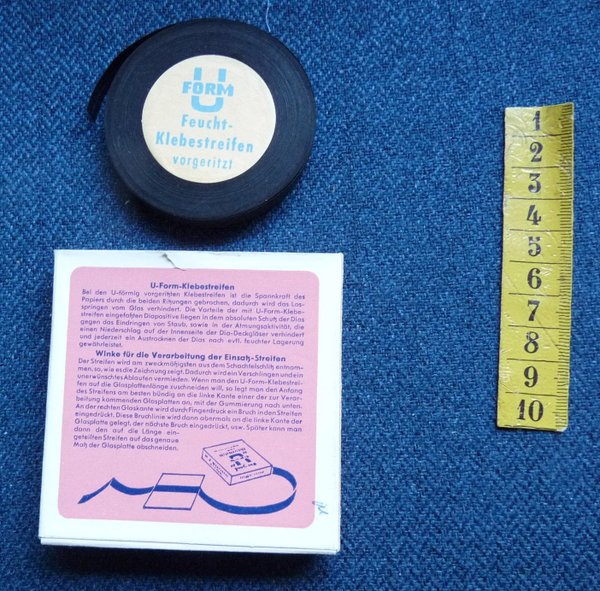 U
FORM
Feucht-
Klebestreifen
vorgeritzt
U-Form-Klebestreifen
Bei den U-förmig vorgeritzten Klebestreifen ist die Spannkraft des
Papiers durch die beiden Ritzungen gebrochen, dadurch wird das Los-
springen vom Glas verhindert. Die Vorteile der mit U-Form-Klebe-
streifen eingefaßten Diapositive liegen in dem absoluten Schutz der Dias
gegen das Eindringen von Staub, sowie in der Atmungsaktivität, die
einen Niederschlag auf der Innenseite der Dia-Deckgläser verhindert
und jederzeit ein Austrocknen der Dias nach evtl. feuchter Lagerung
gewährleistet.
Winke für die Verarbeitung der Einsatz-Streifen
Der Streifen wird am zweckmäßigsten aus dem Schachtelschlitz entnom-
men, so, wie es die Zeichnung zeigt. Dadurch wird ein Verschlingen und ein
unerwünschtes Ablaufen vermieden. Wenn man den U-Form-Klebestrei-
fen auf die Glasplattenlänge zuschneiden will, so legt man den Anfang
des Streifens am besten bündig an die linke Kante einer der zur Verar-
beitung kommenden Glasplatten an, mit der Gummierung nach unten.
An der rechten Glaskante wird durch Fingerdruck ein Bruch in den Streifen
eingedrückt. Diese Bruchlinie wird dann abermals an die linke Kante der
Glasplatte gelegt, der nächste Bruch eingedrückt, usw. Später kann man
dann den auf die Länge ein-
geteilten Streifen auf das genaue
Maß der Glasplatte abschneiden.
1
2
3
4
5
6
7
8
9
10